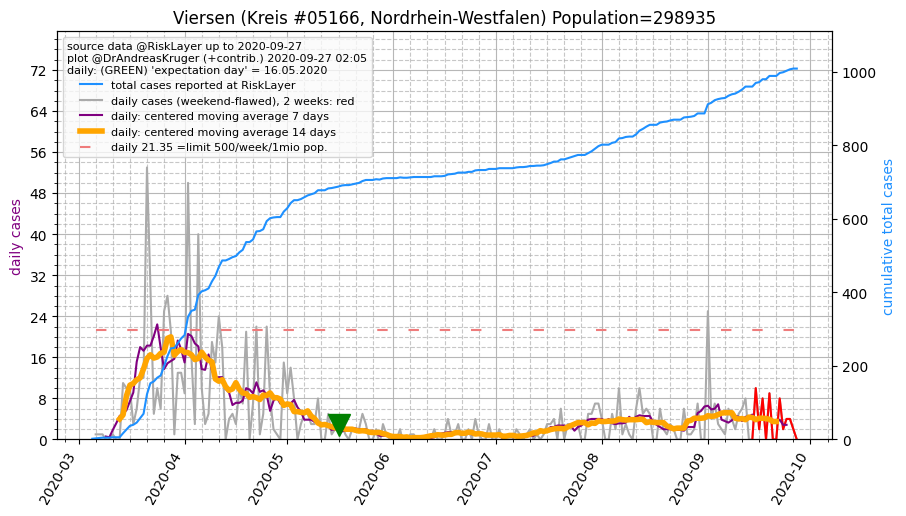 Viersen (Kreis #05166, Nordrhein-Westfalen) Population=298935
source data @RiskLayer up to 2020-09-27
plot @DrAndreasKruger (+contrib.) 2020-09-27 02:05
daily: (GREEN) 'expectation day' = 16.05.2020
total cases reported at RiskLayer
daily cases (weekend-flawed), 2 weeks: red
daily: centered moving average 7 days
daily: centered moving average 14 days
daily 21.35 =limit 500/week/1mio pop.
daily cases
72
64
56
48
40
32
24
16
8
0
1000
800
600
400
200
0
cumulative total cases
2020-03
2020-04
2020-05
2020-06
2020-07
2020-08
2020-09
2020-10